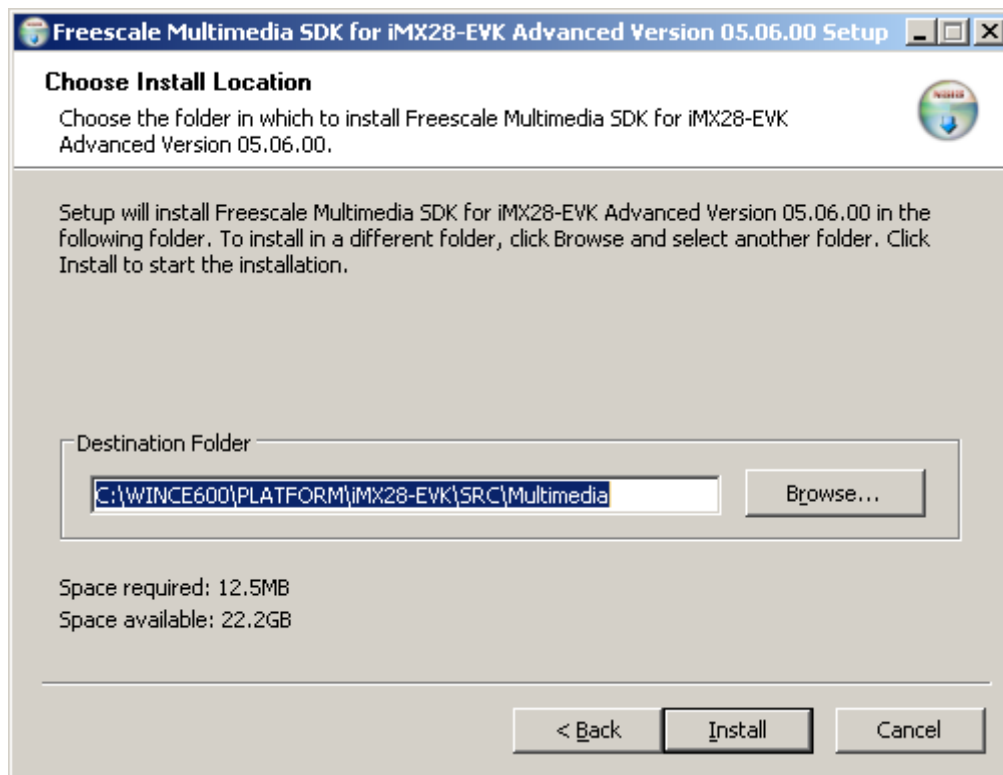 Freescale Multimedia SDK for iMX28-EVK Advanced Version 05.06.00 Setup
Choose Install Location
Choose the folder in which to install Freescale Multimedia SDK for iMX28-EVK
Advanced Version 05.06.00.
Setup will install Freescale Multimedia SDK for iMX28-EVK Advanced Version 05.06.00 in the
following folder. To install in a different folder, click Browse and select another folder. Click
Install to start the installation.
Destination Folder
C:\WINCE600\PLATFORM\iMX28-EVK\SRC\Multimedia
Browse...
Space required: 12.5MB
Space available: 22.2GB
< Back
Install
Cancel